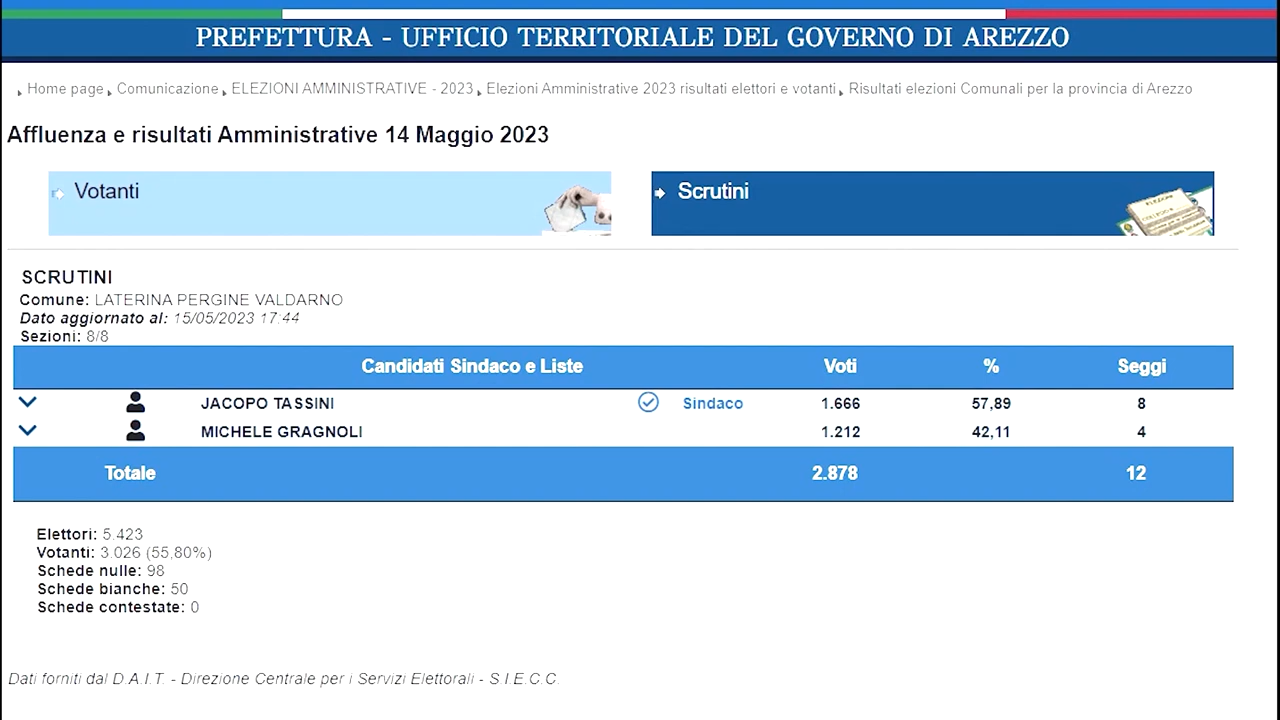 PREFETTURA - UFFICIO TERRITORIALE DEL GOVERNO DI AREZZO
Home page Comunicazione ELEZIONI AMMINISTRATIVE - 2023 Elezioni Amministrative 2023 risultati elettori e votanti Risultati elezioni Comunali per la provincia di Arezzo
Affluenza e risultati Amministrative 14 Maggio 2023
Votanti Scrutini
SCRUTINI
Comune: LATERINA PERGINE VALDARNO
Dato aggiornato al: 15/05/2023 17:44
Sezioni: 8/8
Candidati Sindaco e Liste Voti % Seggi
JACOPO TASSINI Sindaco 1.666 57,89 8
MICHELE GRAGNOLI 1.212 42,11 4
Totale 2.878 12
Elettori: 5.423
Votanti: 3.026 (55,80%)
Schede nulle: 98
Schede bianche: 50
Schede contestate: 0
Dati forniti dal D.A.I.T. - Direzione Centrale per i Servizi Elettorali - S.I.E.C.C.